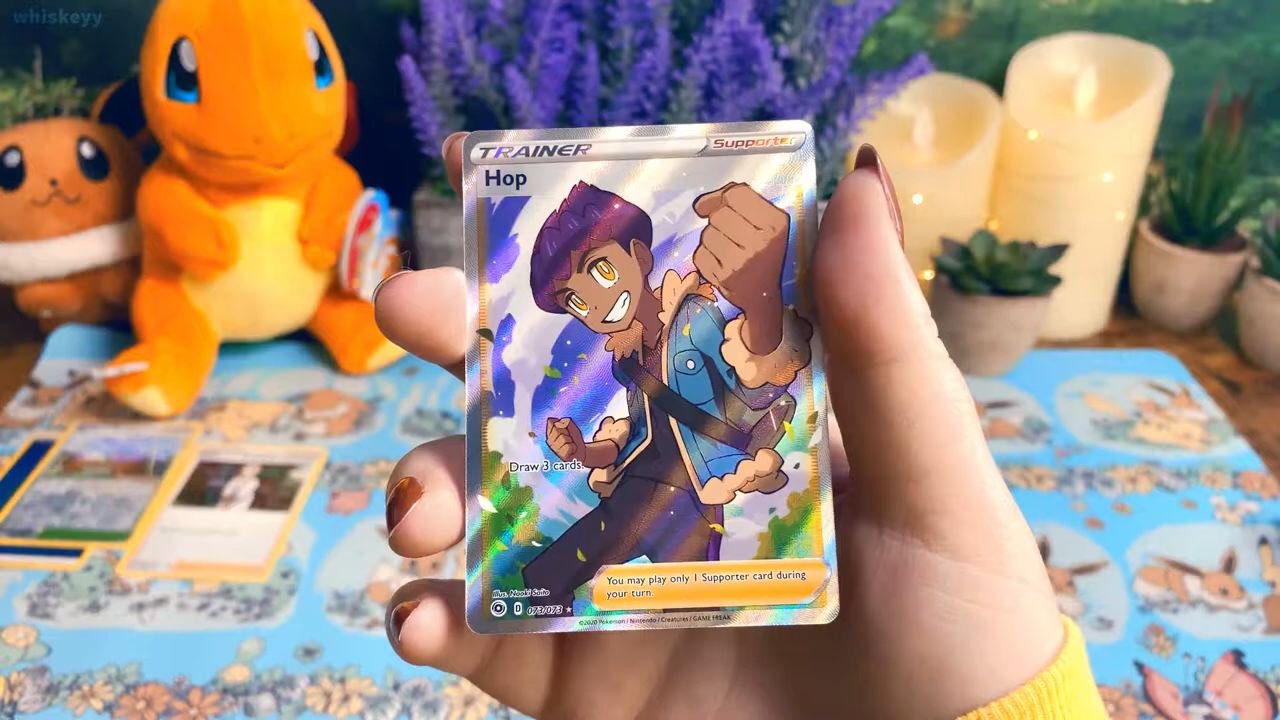 whiskeyy
TRAINER
Supporter
Hop
Draw 3 cards.
You may play only 1 Supporter card during
your turn.
Illus. Naoki Saito
D 073/073 ★
©2020 Pokémon / Nintendo / Creatures / GAME FREAK